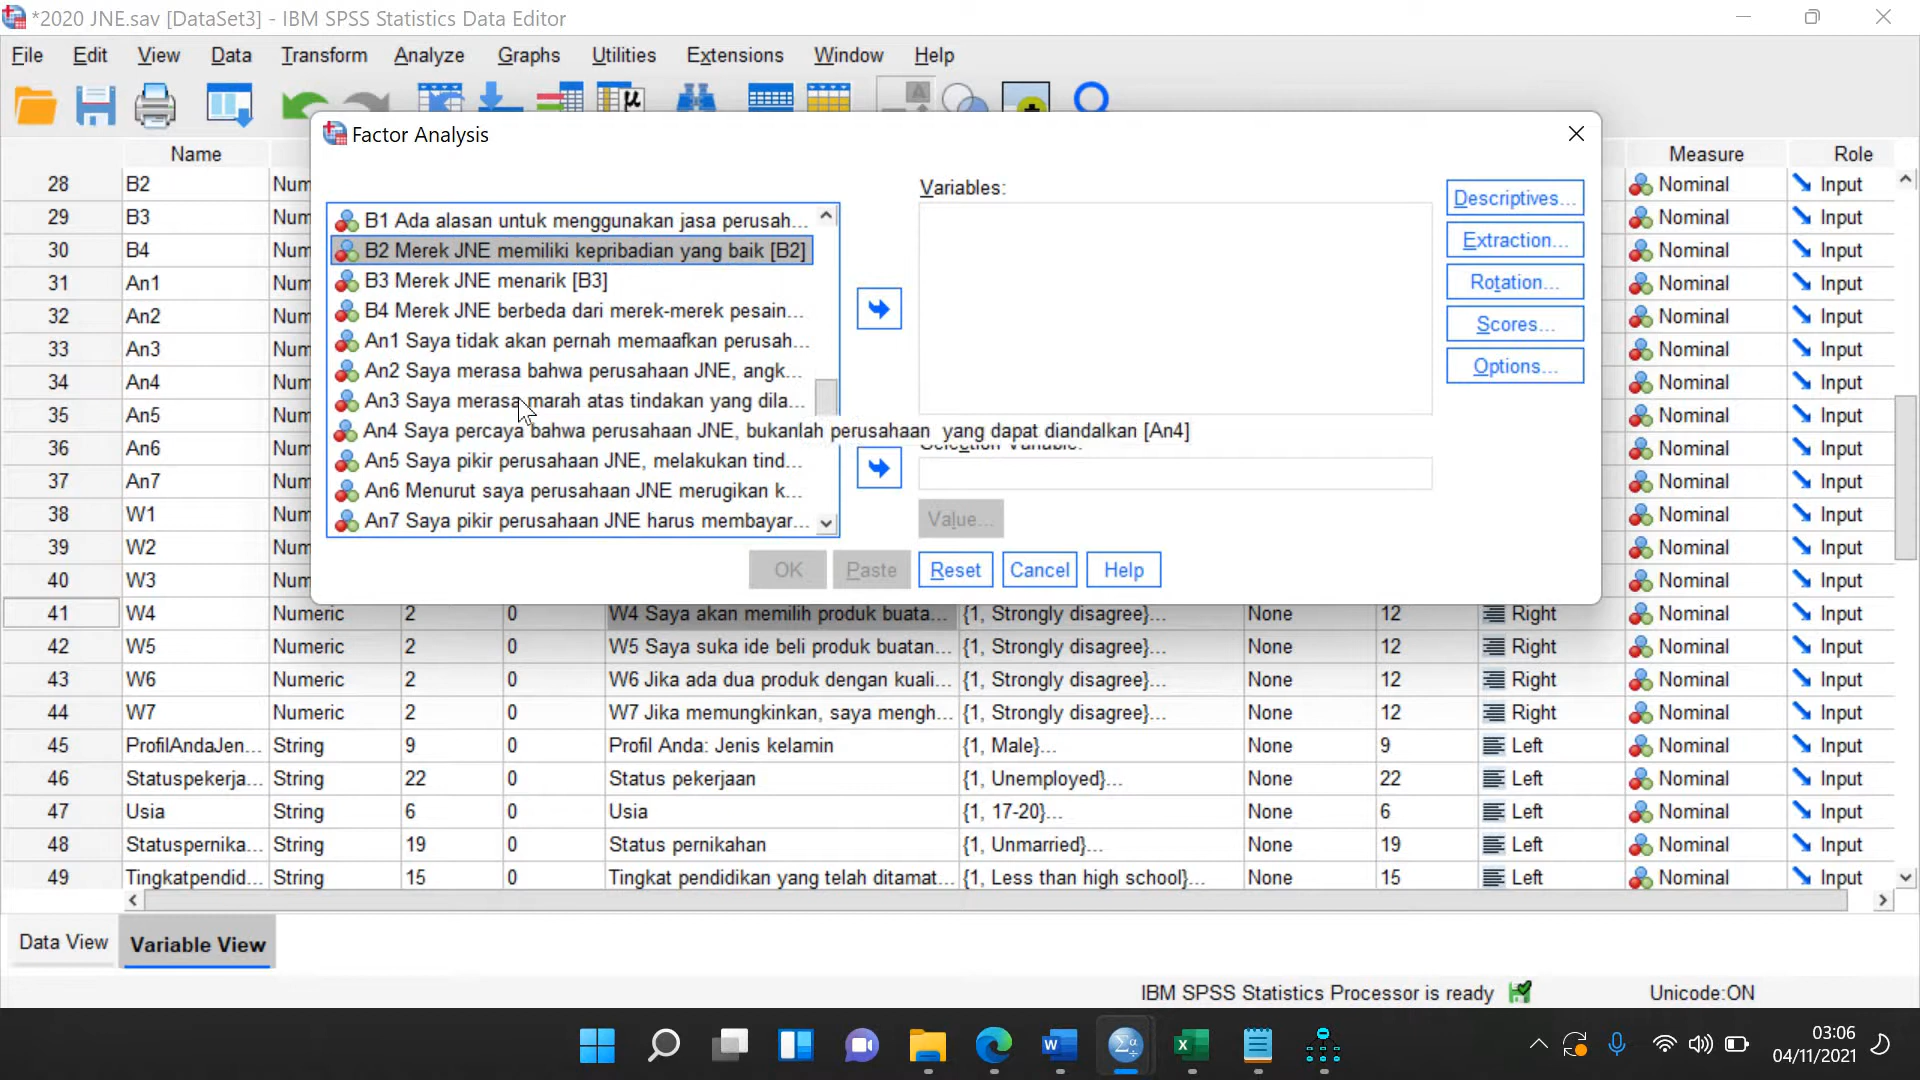 *2020 JNE.sav [DataSet3] - IBM SPSS Statistics Data Editor
File Edit View Data Transform Analyze Graphs Utilities Extensions Window Help
Factor Analysis
Name Measure Role
Variables:
Descriptives...
Extraction...
Rotation...
Scores...
Options...
B1 Ada alasan untuk menggunakan jasa perusah...
B2 Merek JNE memiliki kepribadian yang baik [B2]
B3 Merek JNE menarik [B3]
B4 Merek JNE berbeda dari merek-merek pesain...
An1 Saya tidak akan pernah memaafkan perusah...
An2 Saya merasa bahwa perusahaan JNE, angk...
An3 Saya merasa marah atas tindakan yang dila...
An4 Saya percaya bahwa perusahaan JNE, bukanlah perusahaan yang dapat diandalkan [An4]
An5 Saya pikir perusahaan JNE, melakukan tind...
An6 Menurut saya perusahaan JNE merugikan k...
An7 Saya pikir perusahaan JNE harus membayar...
Selection Variable:
Value...
OK Paste Reset Cancel Help
28 B2 Num Nominal Input
29 B3 Num Nominal Input
30 B4 Num Nominal Input
31 An1 Num Nominal Input
32 An2 Num Nominal Input
33 An3 Num Nominal Input
34 An4 Num Nominal Input
35 An5 Num Nominal Input
36 An6 Num Nominal Input
37 An7 Num Nominal Input
38 W1 Num Nominal Input
39 W2 Num Nominal Input
40 W3 Num Nominal Input
41 W4 Numeric 2 0 W4 Saya akan memilih produk buata... {1, Strongly disagree}... None 12 Right Nominal Input
42 W5 Numeric 2 0 W5 Saya suka ide beli produk buatan... {1, Strongly disagree}... None 12 Right Nominal Input
43 W6 Numeric 2 0 W6 Jika ada dua produk dengan kuali... {1, Strongly disagree}... None 12 Right Nominal Input
44 W7 Numeric 2 0 W7 Jika memungkinkan, saya mengh... {1, Strongly disagree}... None 12 Right Nominal Input
45 ProfilAndaJen... String 9 0 Profil Anda: Jenis kelamin {1, Male}... None 9 Left Nominal Input
46 Statuspekerja... String 22 0 Status pekerjaan {1, Unemployed}... None 22 Left Nominal Input
47 Usia String 6 0 Usia {1, 17-20}... None 6 Left Nominal Input
48 Statuspernika... String 19 0 Status pernikahan {1, Unmarried}... None 19 Left Nominal Input
49 Tingkatpendid... String 15 0 Tingkat pendidikan yang telah ditamat... {1, Less than high school}... None 15 Left Nominal Input
Data View Variable View
IBM SPSS Statistics Processor is ready Unicode:ON
03:06
04/11/2021